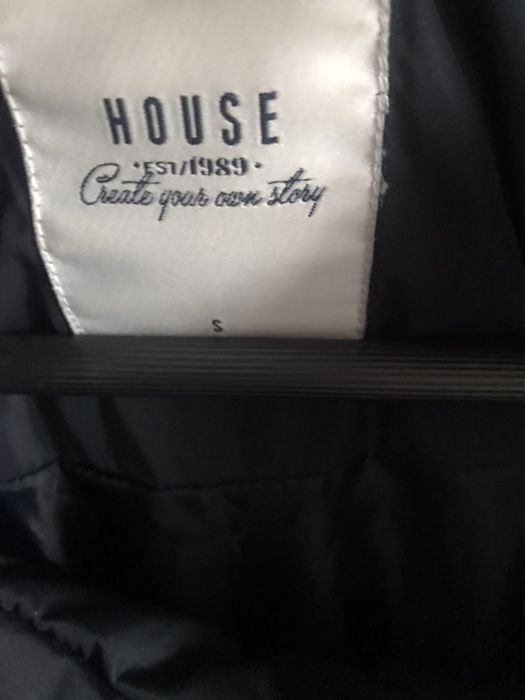 HOUSE
·EST/1989·
Create your own story
S